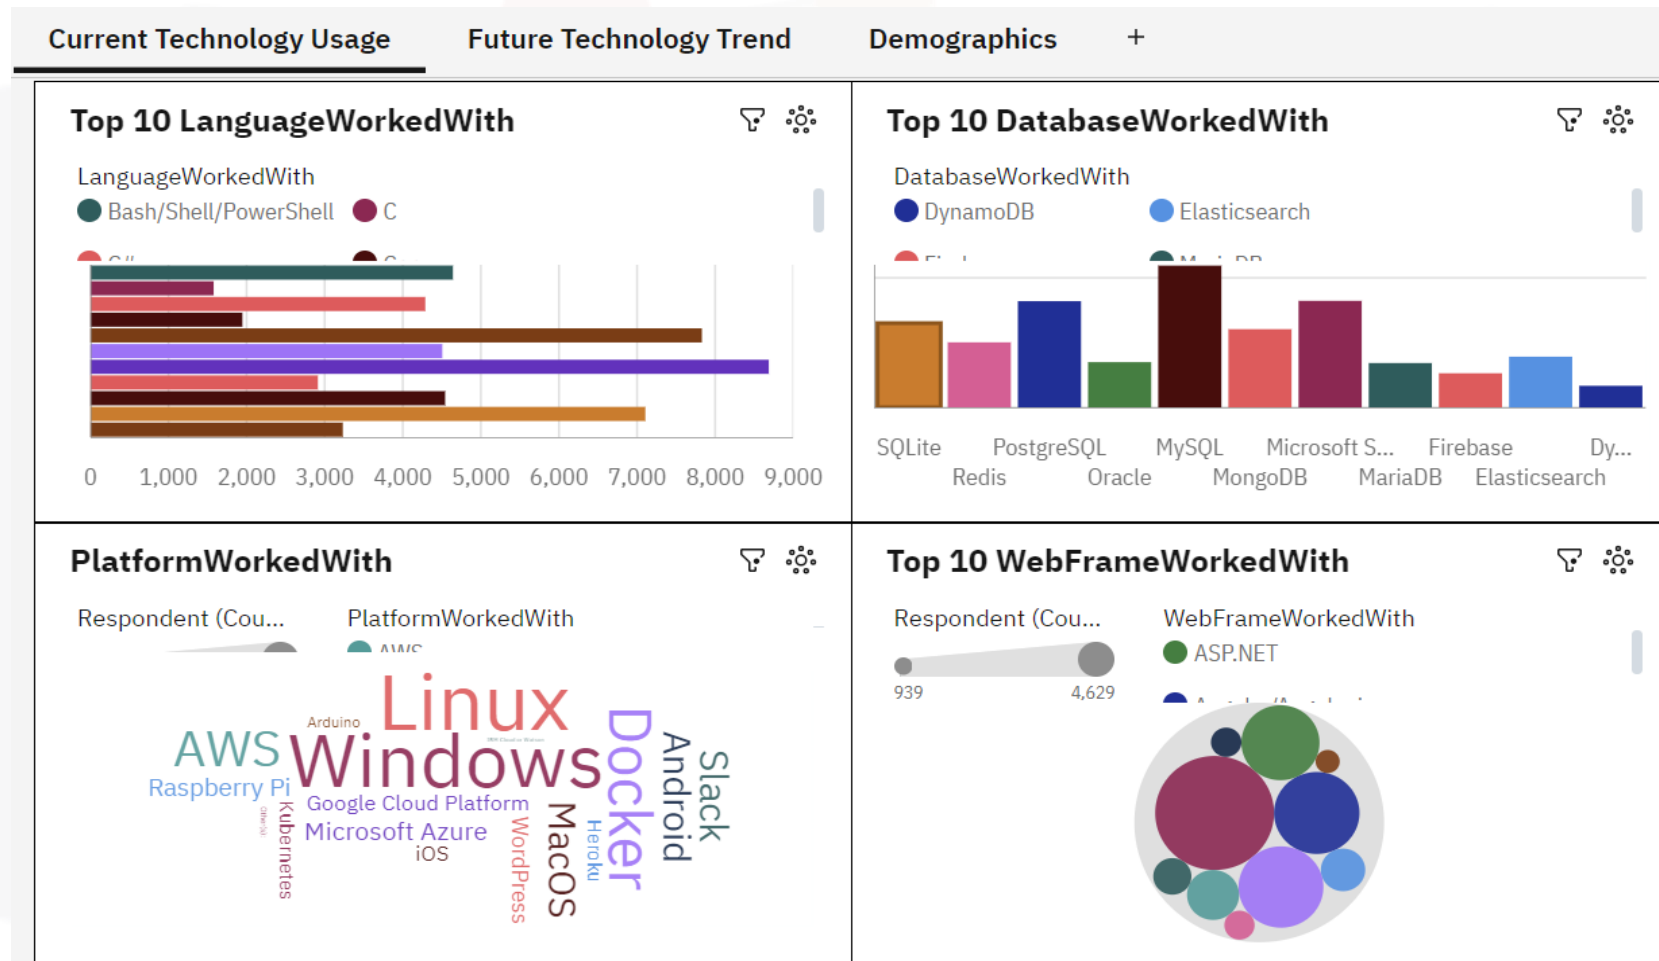 Current Technology Usage Future Technology Trend Demographics +
Top 10 LanguageWorkedWith
LanguageWorkedWith
Bash/Shell/PowerShell C
C#
0 1,000 2,000 3,000 4,000 5,000 6,000 7,000 8,000 9,000
Top 10 DatabaseWorkedWith
DatabaseWorkedWith
DynamoDB Elasticsearch
MariaDB
SQLite PostgreSQL MySQL Microsoft S... Firebase Dy...
Redis Oracle MongoDB MariaDB Elasticsearch
PlatformWorkedWith
Respondent (Cou... PlatformWorkedWith
AWS
Linux
Arduino
AWS
Windows
Docker
Android
Slack
Raspberry Pi
Google Cloud Platform
Kubernetes
Microsoft Azure
iOS
WordPress
MacOS
Heroku
Top 10 WebFrameWorkedWith
Respondent (Cou... WebFrameWorkedWith
ASP.NET
939 4,629